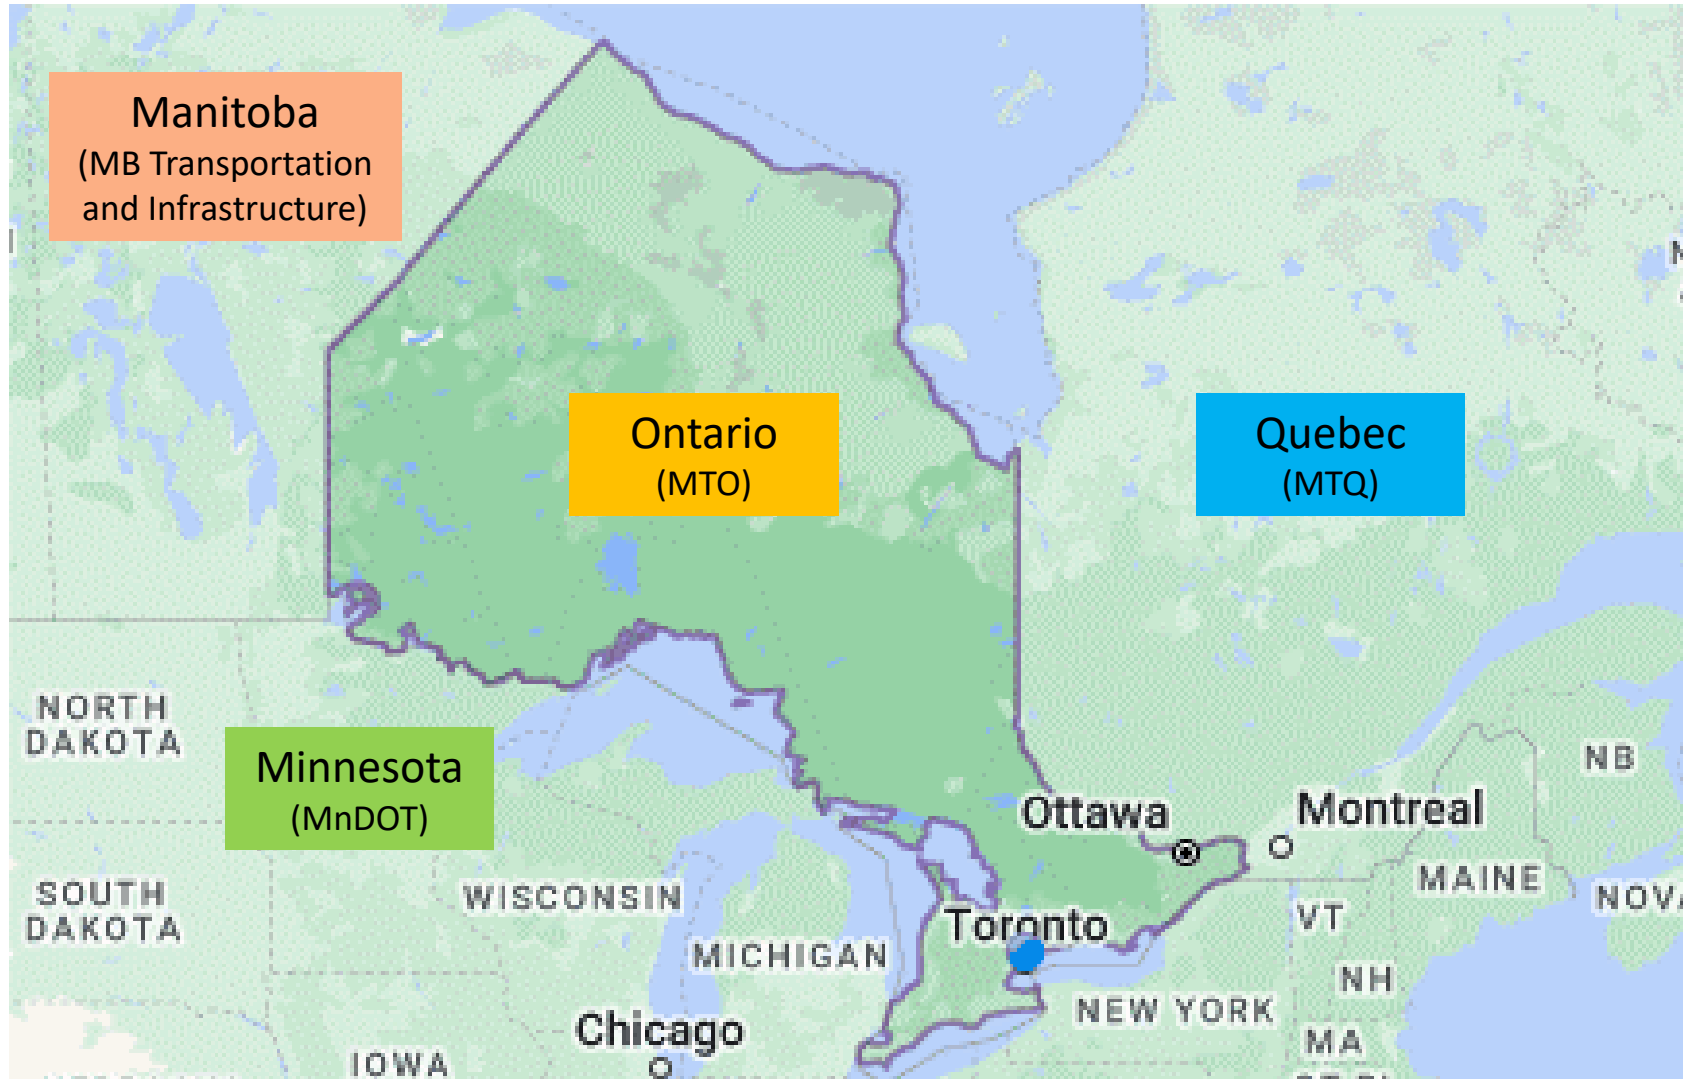 Manitoba
(MB Transportation
and Infrastructure)
Ontario
(MTO)
Quebec
(MTQ)
NORTH
DAKOTA
Minnesota
(MnDOT)
NB
Ottawa
Montreal
SOUTH
DAKOTA
WISCONSIN
MAINE
Toronto
VT
MICHIGAN
NH
NEW YORK
Chicago
MA
IOWA